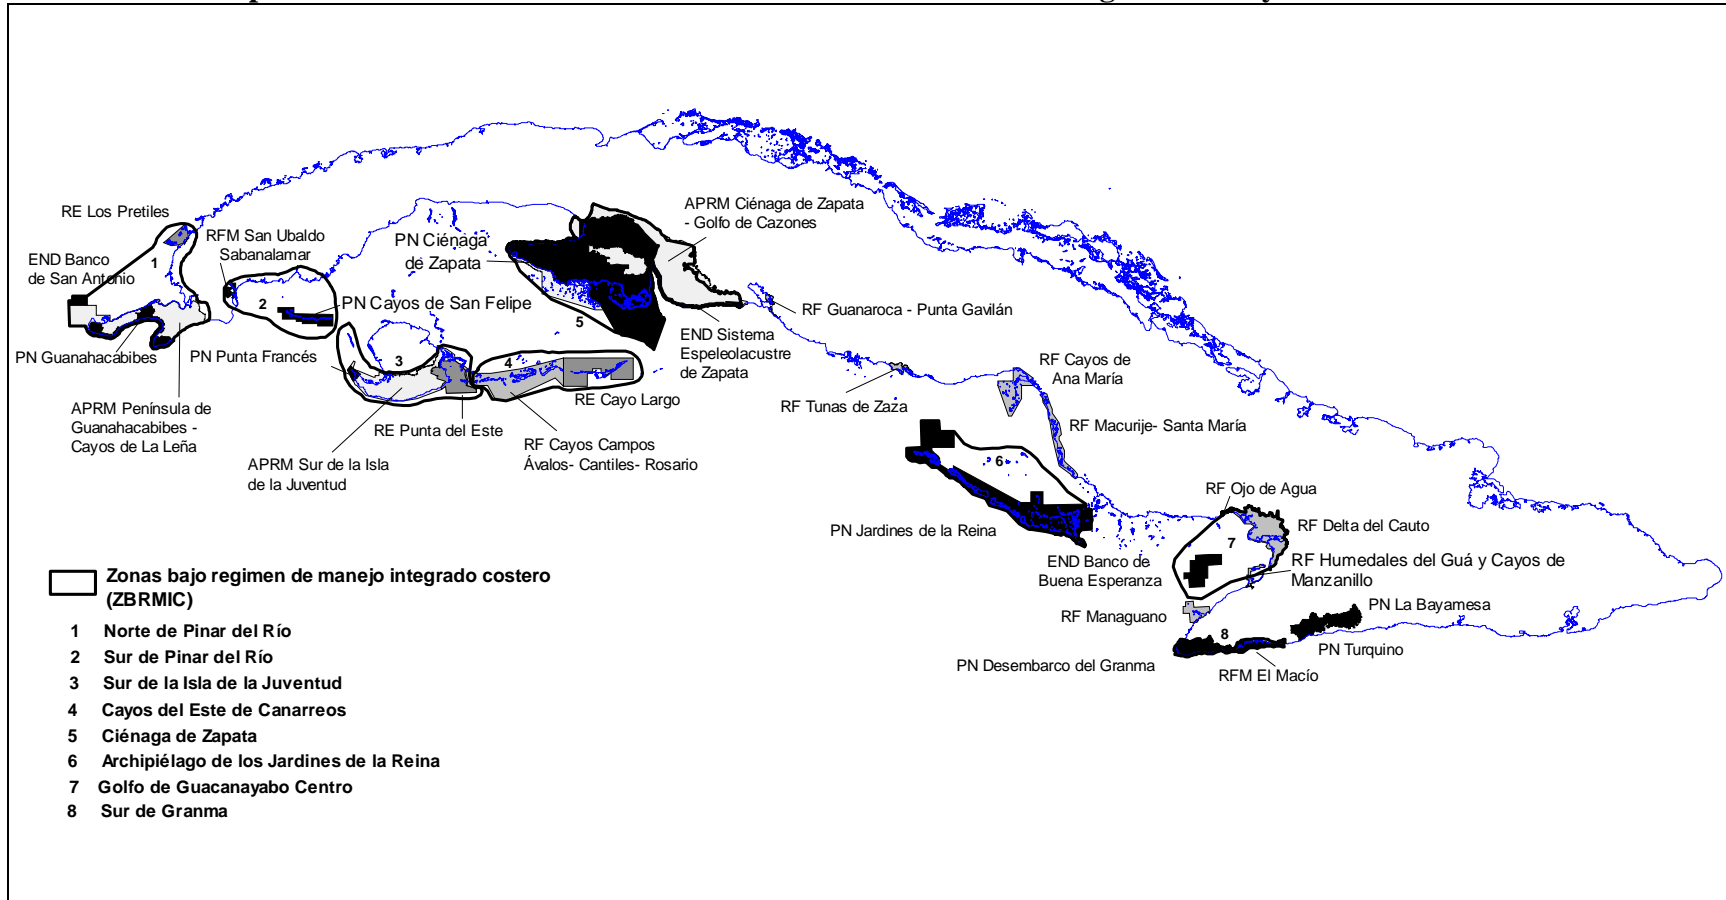 RE Los Pretiles
END Banco
de San Antonio
1
RFM San Ubaldo
Sabanalamar
2
PN Cayos de San Felipe
PN Guanahacabibes
PN Punta Francés
APRM Península de
Guanahacabibes -
Cayos de La Leña
3
APRM Sur de la Isla
de la Juventud
RE Punta del Este
4
RE Cayo Largo
RF Cayos Campos
Ávalos- Cantiles- Rosario
PN Ciénaga
de Zapata
5
APRM Ciénaga de Zapata
- Golfo de Cazones
END Sistema
Espeleolacustre
de Zapata
RF Guanaroca - Punta Gavilán
RF Tunas de Zaza
RF Cayos de
Ana María
RF Macurije- Santa María
6
PN Jardines de la Reina
END Banco de
Buena Esperanza
RF Ojo de Agua
RF Delta del Cauto
7
RF Humedales del Guá y Cayos de
Manzanillo
RF Managuano
8
PN La Bayamesa
PN Turquino
PN Desembarco del Granma
RFM El Macío
Zonas bajo regimen de manejo integrado costero
(ZBRMIC)
1 Norte de Pinar del Río
2 Sur de Pinar del Río
3 Sur de la Isla de la Juventud
4 Cayos del Este de Canarreos
5 Ciénaga de Zapata
6 Archipiélago de los Jardines de la Reina
7 Golfo de Guacanayabo Centro
8 Sur de Granma